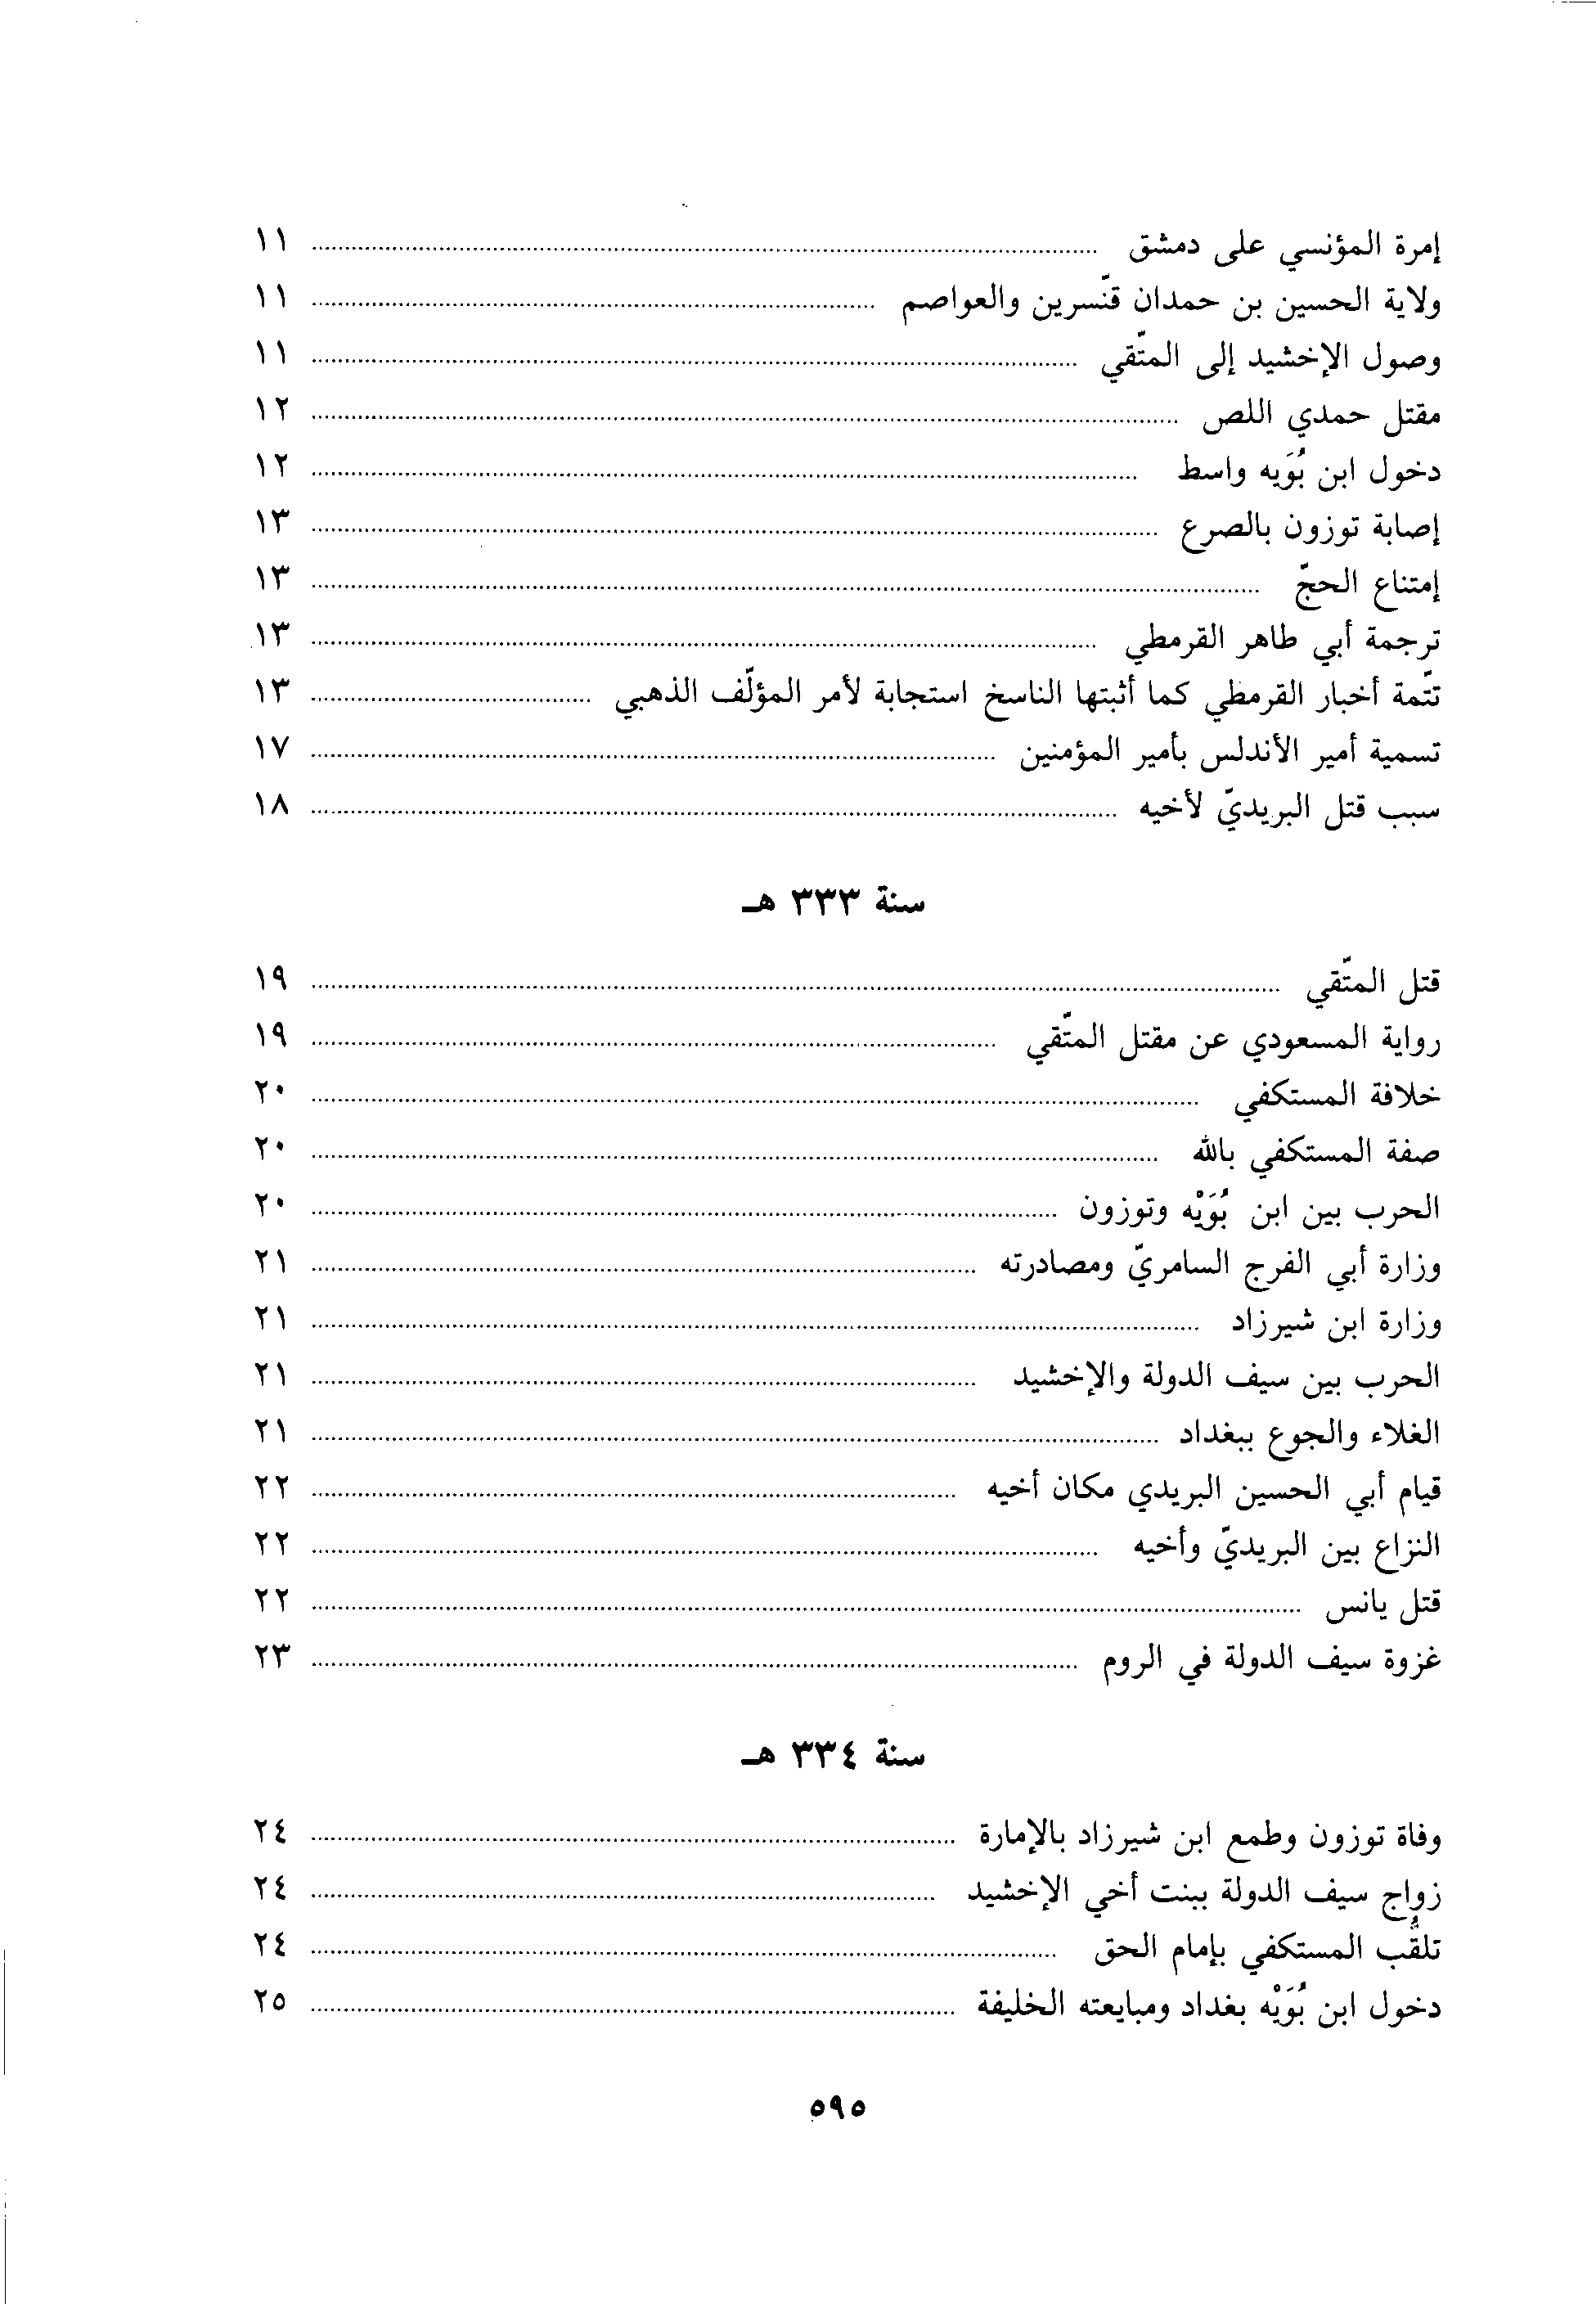 إمرة المؤنسي على دمشق ........ ١١
ولاية الحسين بن حمدان قنّسرين والعواصم ........ ١١
وصول الإخشيد إلى المتّقي ........ ١١
مقتل حمدي اللص ........ ١٢
دخول ابن بُوَيه واسط ........ ١٢
إصابة توزون بالصرع ........ ١٣
إمتناع الحجّ ........ ١٣
ترجمة أبي طاهر القرمطي ........ ١٣
تتّمة أخبار القرمطي كما أثبتها الناسخ استجابة لأمر المؤلّف الذهبي ........ ١٣
تسمية أمير الأندلس بأمير المؤمنين ........ ١٧
سبب قتل البريديّ لأخيه ........ ١٨
سنة ٣٣٣ هـ
قتل المتّقي ........ ١٩
رواية المسعودي عن مقتل المتّقي ........ ١٩
خلافة المستكفي ........ ٢٠
صفة المستكفي بالله ........ ٢٠
الحرب بين ابن بُوَيْه وتوزون ........ ٢٠
وزارة أبي الفرج السامريّ ومصادرته ........ ٢١
وزارة ابن شيرزاد ........ ٢١
الحرب بين سيف الدولة والإخشيد ........ ٢١
الغلاء والجوع ببغداد ........ ٢١
قيام أبي الحسين البريدي مكان أخيه ........ ٢٢
النزاع بين البريديّ وأخيه ........ ٢٢
قتل يانس ........ ٢٢
غزوة سيف الدولة في الروم ........ ٢٣
سنة ٣٣٤ هـ
وفاة توزون وطمع ابن شيرزاد بالإمارة ........ ٢٤
زواج سيف الدولة ببنت أخي الإخشيد ........ ٢٤
تلقُّب المستكفي بإمام الحق ........ ٢٤
دخول ابن بُوَيْه بغداد ومبايعته الخليفة ........ ٢٥
٥٩٥